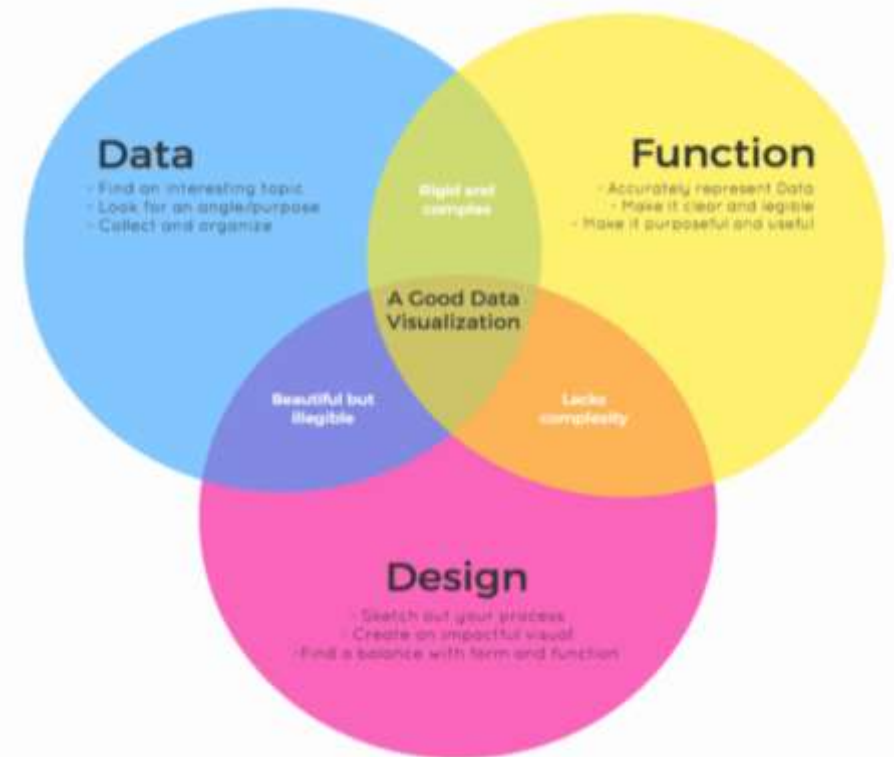 Data
- Find an interesting topic
- Look for an angle/purpose
- Collect and organize
Function
- Accurately represent Data
- Make it clear and legible
- Make it purposeful and useful
Rigid and
complex
A Good Data
Visualization
Beautiful but
illegible
Lacks
complexity
Design
- Sketch out your process
- Create an impactful visual
-Find a balance with form and function